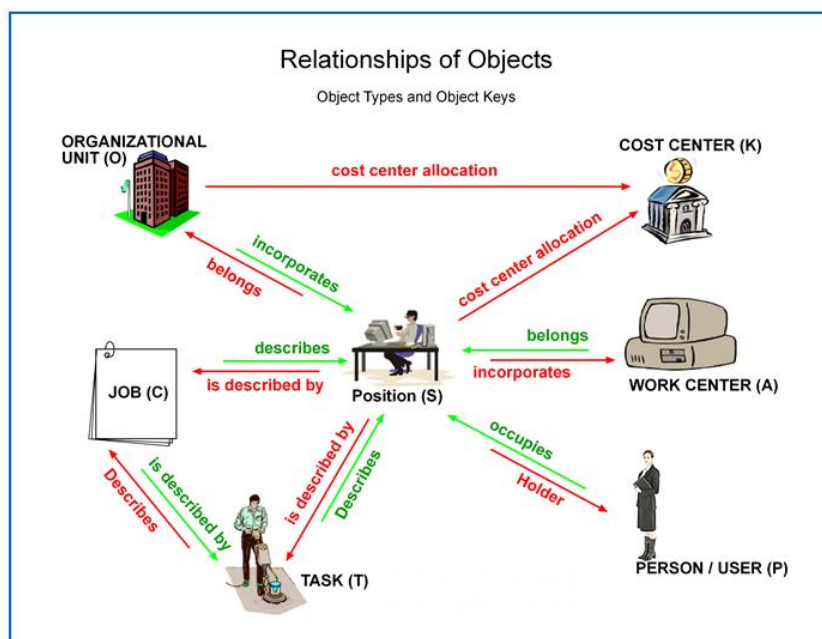 Relationships of Objects
Object Types and Object Keys
ORGANIZATIONAL
UNIT (O)
COST CENTER (K)
cost center allocation
incorporates
belongs
cost center allocation
describes
is described by
belongs
incorporates
JOB (C)
Position (S)
WORK CENTER (A)
is described by
Describes
is described by
Describes
occupies
Holder
TASK (T)
PERSON / USER (P)